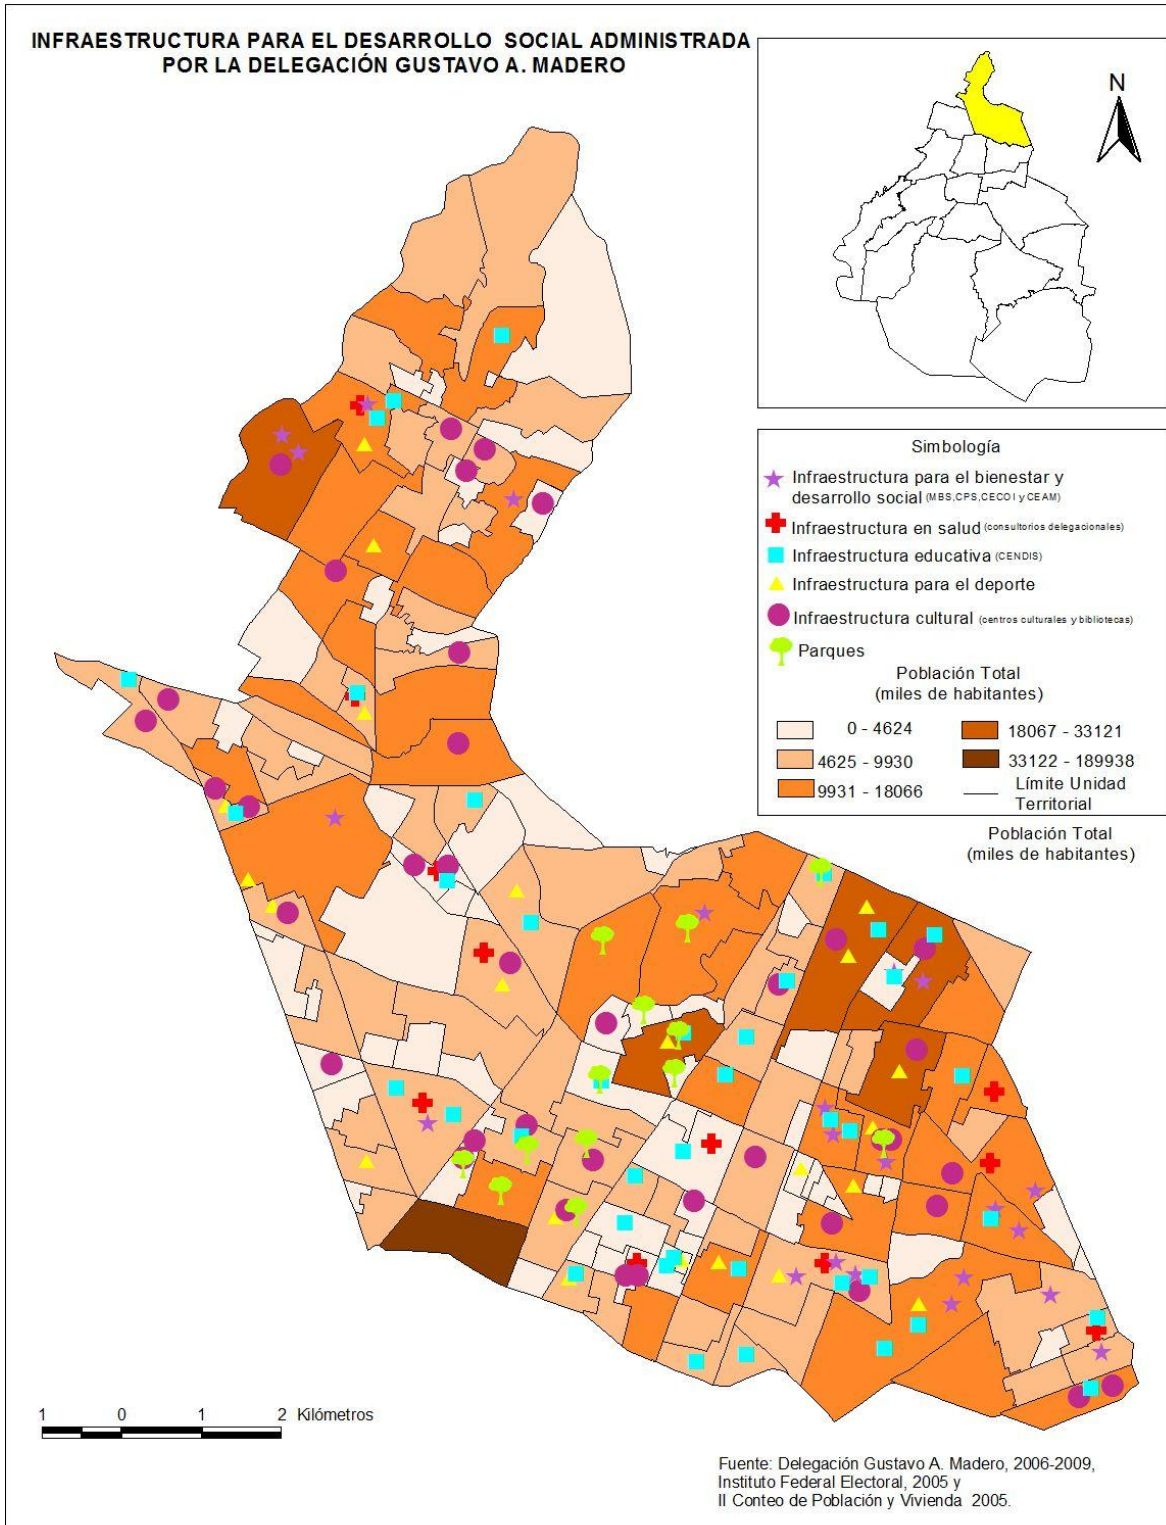 INFRAESTRUCTURA PARA EL DESARROLLO SOCIAL ADMINISTRADA
POR LA DELEGACIÓN GUSTAVO A. MADERO
N
Simbología
Infraestructura para el bienestar y
desarrollo social (MBS,CPS,CECOI y CEAM)
Infraestructura en salud (consultorios delegacionales)
Infraestructura educativa (CENDIS)
Infraestructura para el deporte
Infraestructura cultural (centros culturales y bibliotecas)
Parques
Población Total
(miles de habitantes)
0 - 4624
4625 - 9930
9931 - 18066
18067 - 33121
33122 - 189938
Límite Unidad
Territorial
Población Total
(miles de habitantes)
1 0 1 2 Kilómetros
Fuente: Delegación Gustavo A. Madero, 2006-2009,
Instituto Federal Electoral, 2005 y
II Conteo de Población y Vivienda 2005.